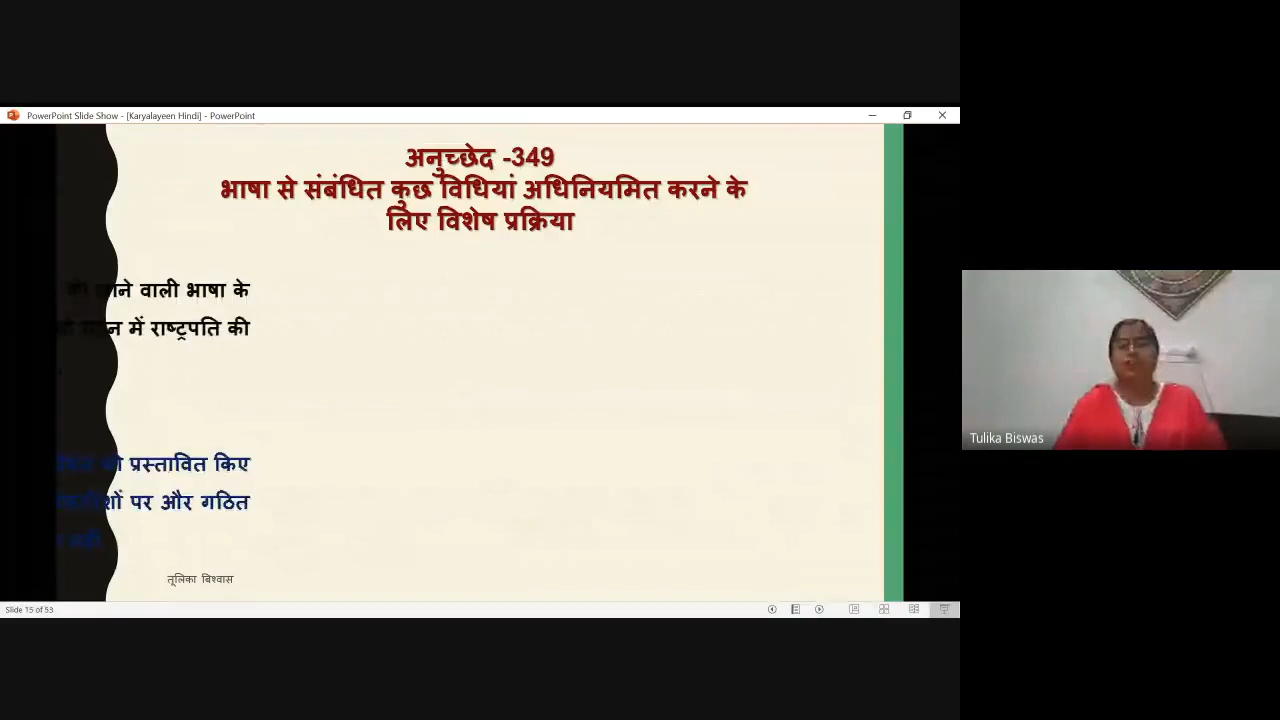 PowerPoint Slide Show - [Karyalayeen Hindi] - PowerPoint
अनुच्छेद -349
भाषा से संबंधित कुछ विधियां अधिनियमित करने के
लिए विशेष प्रक्रिया
वाली भाषा के
में राष्ट्रपति की
प्रस्तावित किए
पर और गठित
तूलिका बिश्वास
Slide 15 of 53
Tulika Biswas